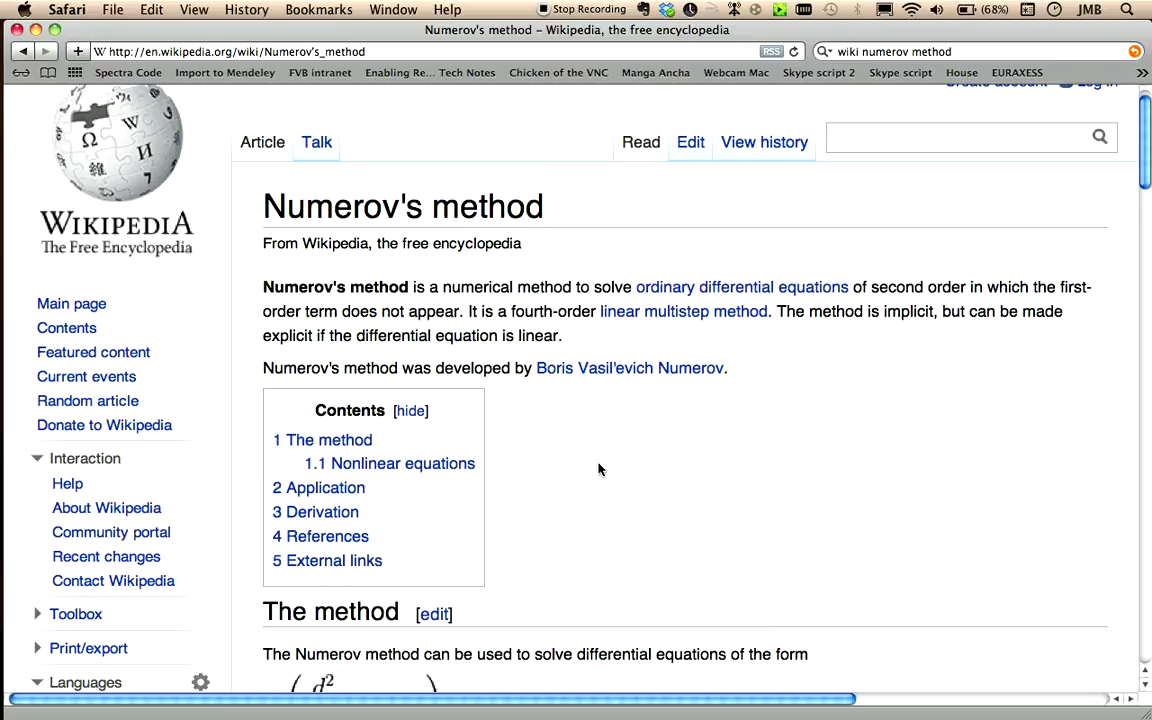 Safari File Edit View History Bookmarks Window Help Stop Recording (68%) JMB
Numerov's method – Wikipedia, the free encyclopedia
W http://en.wikipedia.org/wiki/Numerov's_method RSS wiki numerov method
Spectra Code Import to Mendeley FVB intranet Enabling Re... Tech Notes Chicken of the VNC Manga Ancha Webcam Mac Skype script 2 Skype script House EURAXESS
Create account Log in
Article Talk Read Edit View history
WIKIPEDIA
The Free Encyclopedia
Numerov's method
From Wikipedia, the free encyclopedia
Numerov's method is a numerical method to solve ordinary differential equations of second order in which the first-
order term does not appear. It is a fourth-order linear multistep method. The method is implicit, but can be made
explicit if the differential equation is linear.
Numerov's method was developed by Boris Vasil'evich Numerov.
Main page
Contents
Featured content
Current events
Random article
Donate to Wikipedia
Interaction
Help
About Wikipedia
Community portal
Recent changes
Contact Wikipedia
Toolbox
Print/export
Languages
Contents [hide]
1 The method
1.1 Nonlinear equations
2 Application
3 Derivation
4 References
5 External links
The method [edit]
The Numerov method can be used to solve differential equations of the form
( d² )